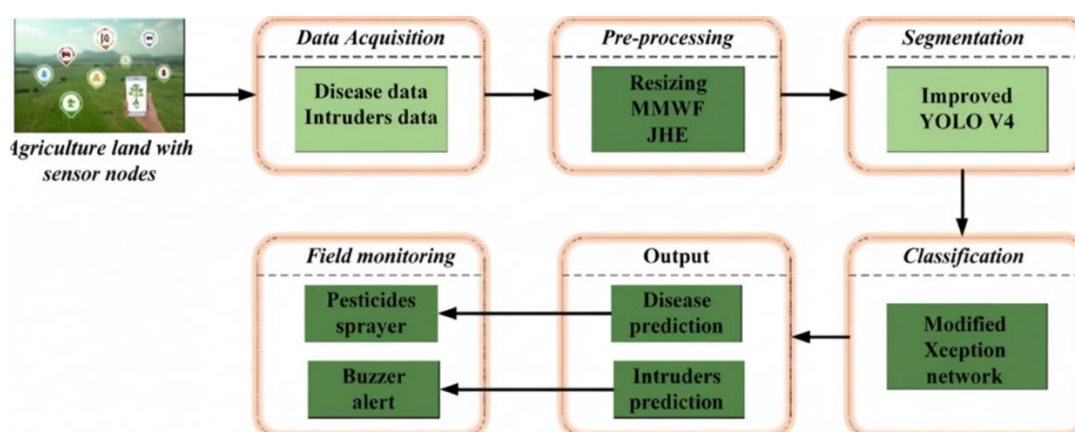 Data Acquisition
Disease data
Intruders data
Pre-processing
Resizing
MMWF
JHE
Segmentation
Improved
YOLO V4
Agriculture land with
sensor nodes
Field monitoring
Pesticides
sprayer
Buzzer
alert
Output
Disease
prediction
Intruders
prediction
Classification
Modified
Xception
network